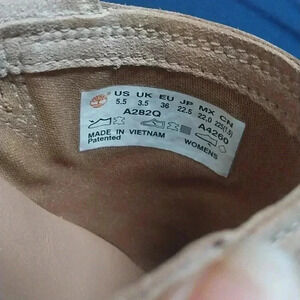 US UK EU JP MX CN
5.5 3.5 36 22.5 22.0 225(1.5)
A282Q A4260
MADE IN VIETNAM WOMENS
Patented